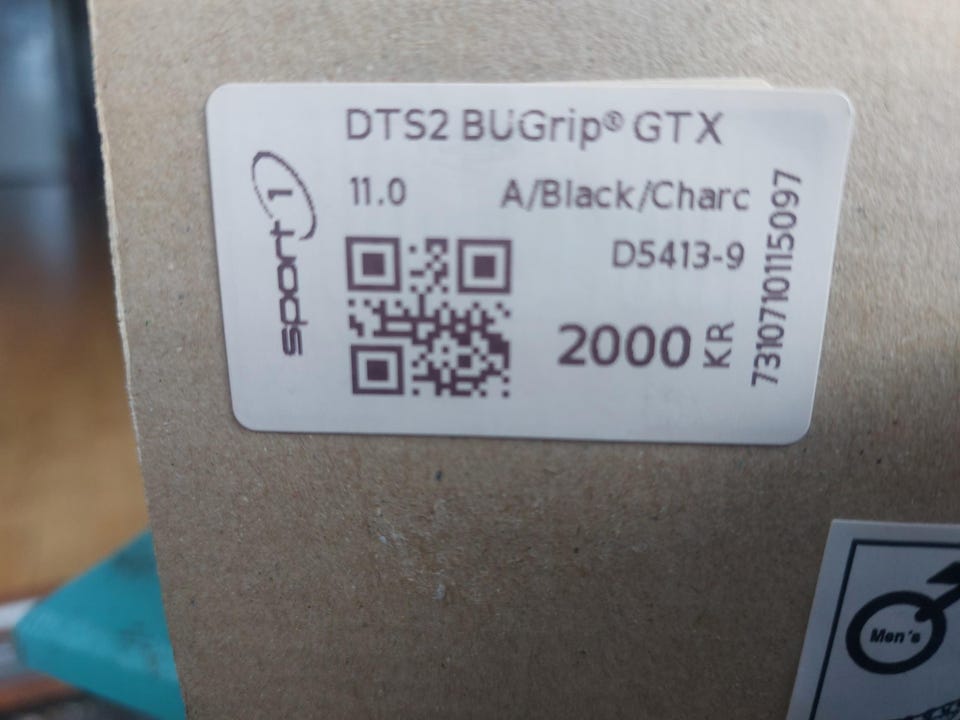 DTS2 BUGrip® GTX
11.0 A/Black/Charc
D5413-9
2000 KR
7310710115097
sport 1
Men's